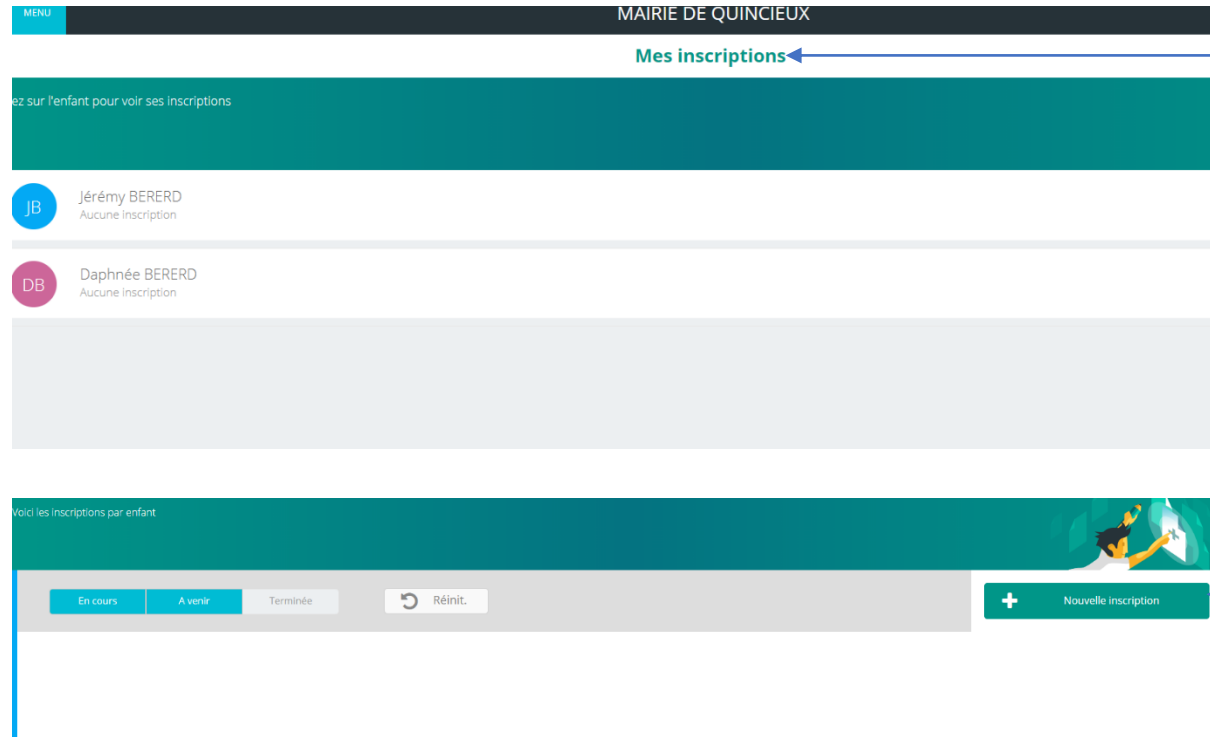 MENU
MAIRIE DE QUINCIEUX
Mes inscriptions
ez sur l'enfant pour voir ses inscriptions
JB
Jérémy BERERD
Aucune inscription
DB
Daphnée BERERD
Aucune inscription
Voici les inscriptions par enfant
En cours
A venir
Terminée
Réinit.
Nouvelle inscription